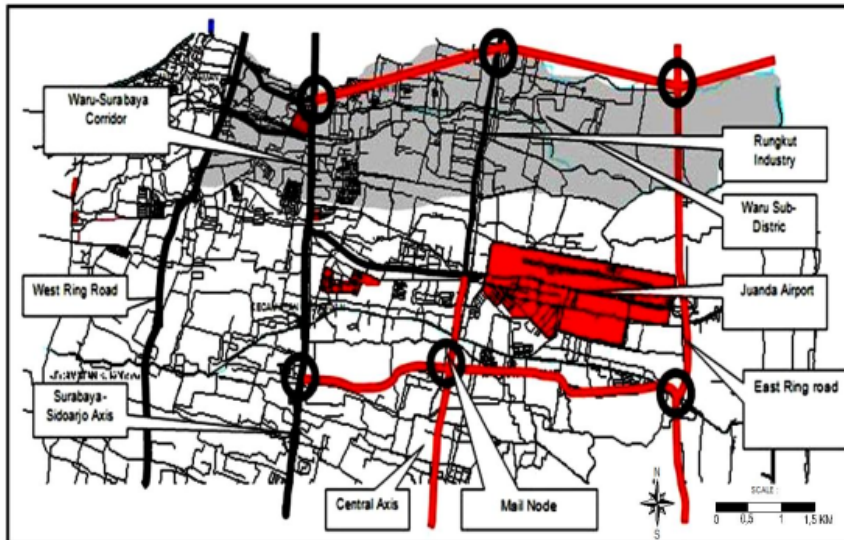 Waru-Surabaya
Corridor
Rungkut
Industry
Waru Sub-
Distric
West Ring Road
Juanda Airport
Surabaya-
Sidoarjo Axis
East Ring road
Central Axis
Mail Node
N
S
SCALE :
0 0,5 1 1,5 KM